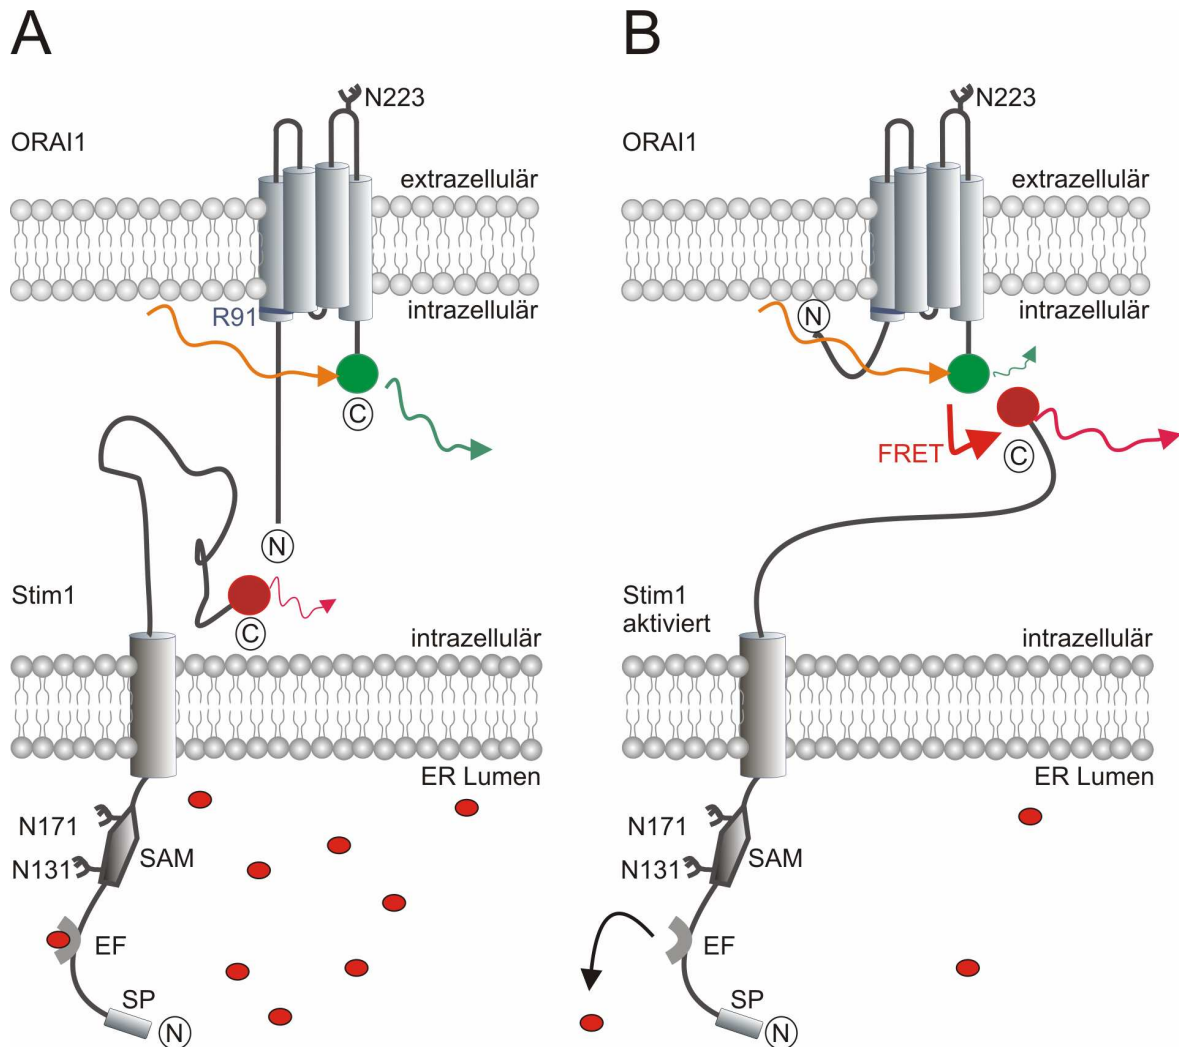 A
N223
ORAI1
extrazellulär
intrazellulär
R91
C
N
Stim1
C
intrazellulär
ER Lumen
N171
SAM
N131
EF
SP
N
B
N223
ORAI1
extrazellulär
intrazellulär
N
FRET
C
Stim1
aktiviert
intrazellulär
ER Lumen
N171
SAM
N131
EF
SP
N